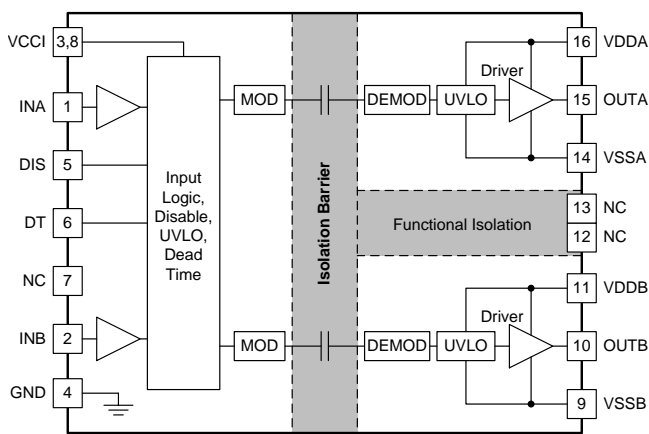 VCCI 3,8
INA 1
DIS 5
DT 6
NC 7
INB 2
GND 4
Input
Logic,
Disable,
UVLO,
Dead
Time
MOD
MOD
Isolation Barrier
DEMOD UVLO Driver
Functional Isolation
DEMOD UVLO Driver
16 VDDA
15 OUTA
14 VSSA
13 NC
12 NC
11 VDDB
10 OUTB
9 VSSB